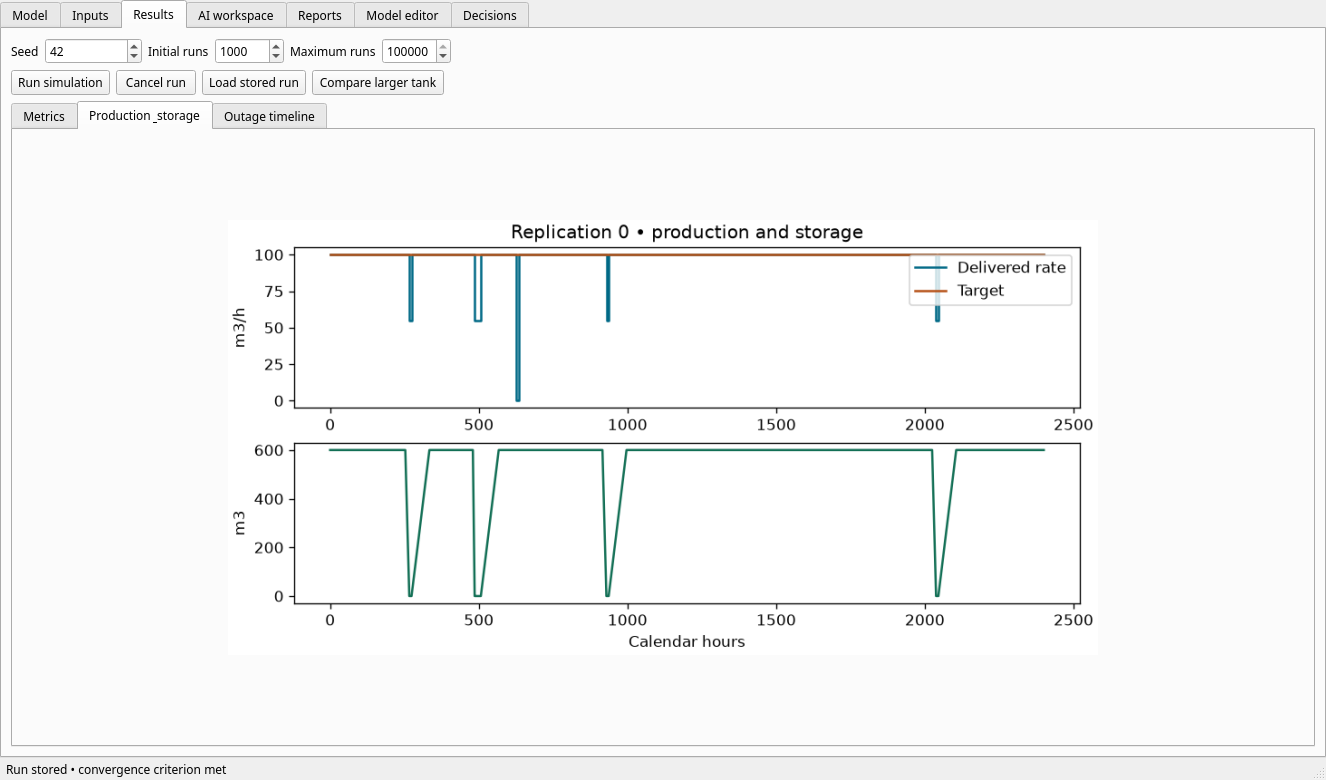 Model Inputs Results AI workspace Reports Model editor Decisions
Seed 42 Initial runs 1000 Maximum runs 100000
Run simulation Cancel run Load stored run Compare larger tank
Metrics Production_storage Outage timeline
Replication 0 • production and storage
100
75
50
25
0
m3/h
Delivered rate
Target
0 500 1000 1500 2000 2500
600
400
200
0
m3
0 500 1000 1500 2000 2500
Calendar hours
Run stored • convergence criterion met